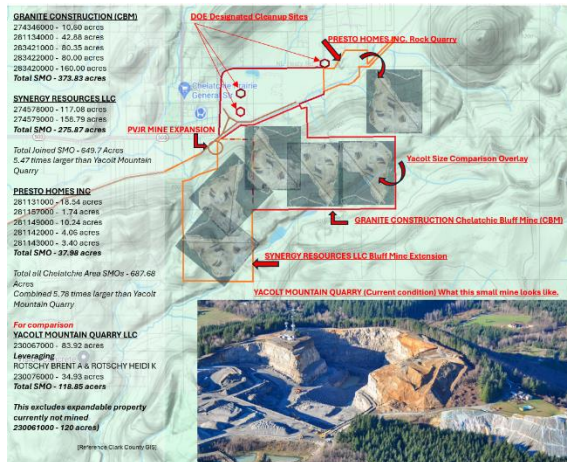 GRANITE CONSTRUCTION (CBM)
274346000 - 10.60 acres
281134000 - 42.88 acres
283421000 - 80.35 acres
283422000 - 80.00 acres
283420000 - 160.00 acres
Total SMO - 373.83 acres
SYNERGY RESOURCES LLC
274578000 - 117.08 acres
274579000 - 158.79 acres
Total SMO - 275.87 acres
Total Joined SMO - 649.7 Acres
5.47 times larger than Yacolt Mountain
Quarry
PRESTO HOMES INC
281131000 - 18.54 acres
281157000 - 1.74 acres
281149000 - 10.24 acres
281142000 - 4.06 acres
281143000 - 3.40 acres
Total SMO - 37.98 acres
Total all Chelatchie Area SMOs - 687.68
Acres
Combined 5.78 times larger than Yacolt
Mountain Quarry
For comparison
YACOLT MOUNTAIN QUARRY LLC
230067000 - 83.92 acres
Leveraging
ROTSCHY BRENT A & ROTSCHY HEIDI K
230076000 - 34.93 acres
Total SMO - 118.85 acres
This excludes expandable property
currently not mined
230061000 - 120 acres)
[Reference Clark County GIS]
DOE Designated Cleanup Sites
PRESTO HOMES INC. Rock Quarry
Chelatchie Prairie
General St
PVJR MINE EXPANSION
Yacolt Size Comparison Overlay
GRANITE CONSTRUCTION Chelatchie Bluff Mine (CBM)
SYNERGY RESOURCES LLC Bluff Mine Extension
YACOLT MOUNTAIN QUARRY (Current condition) What this small mine looks like.